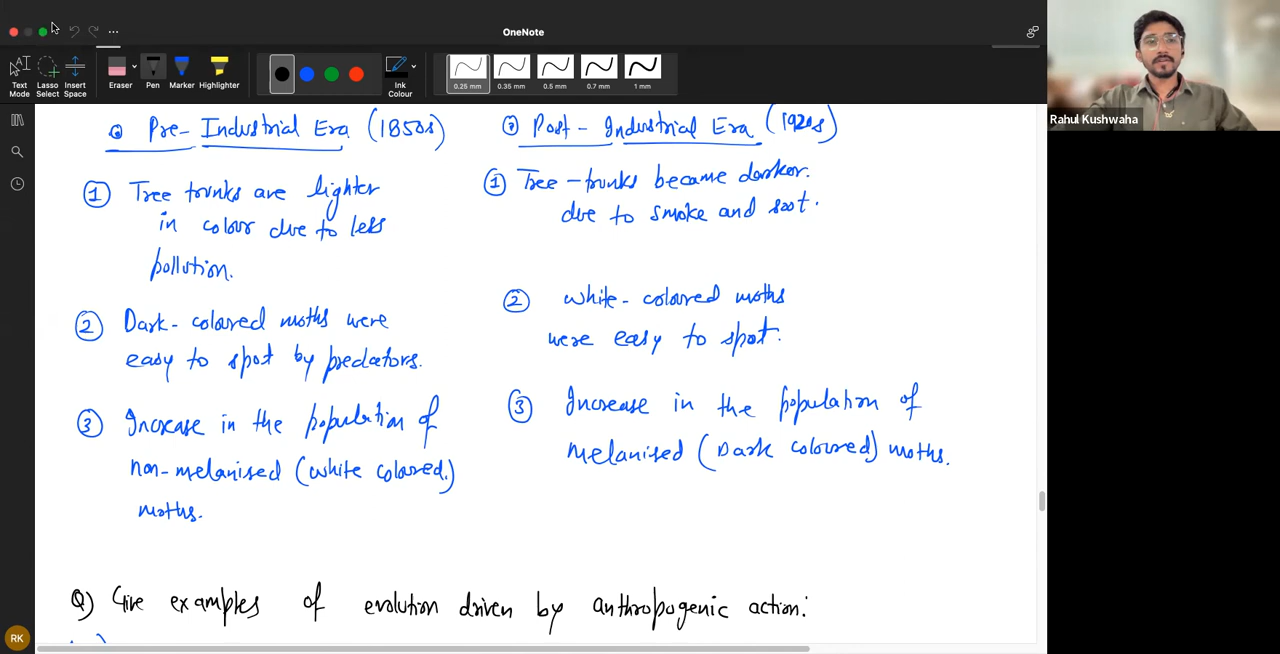 OneNote
Text Mode
Lasso Select
Insert Space
Eraser
Pen
Marker
Highlighter
Ink Colour
0.25 mm
0.35 mm
0.5 mm
0.7 mm
1 mm
Rahul Kushwaha
Pre-Industrial Era (1850s)
① Tree trunks are lighter
in colour due to less
pollution.
② Dark-coloured moths were
easy to spot by predators.
③ Increase in the population of
non-melanised (white coloured.)
moths.
Post-Industrial Era (1920s)
① Tree-trunks became darker.
due to smoke and soot.
② white-coloured moths
were easy to spot.
③ Increase in the population of
melanised (Dark coloured) moths.
Q) Give examples of evolution driven by anthropogenic action:
RK